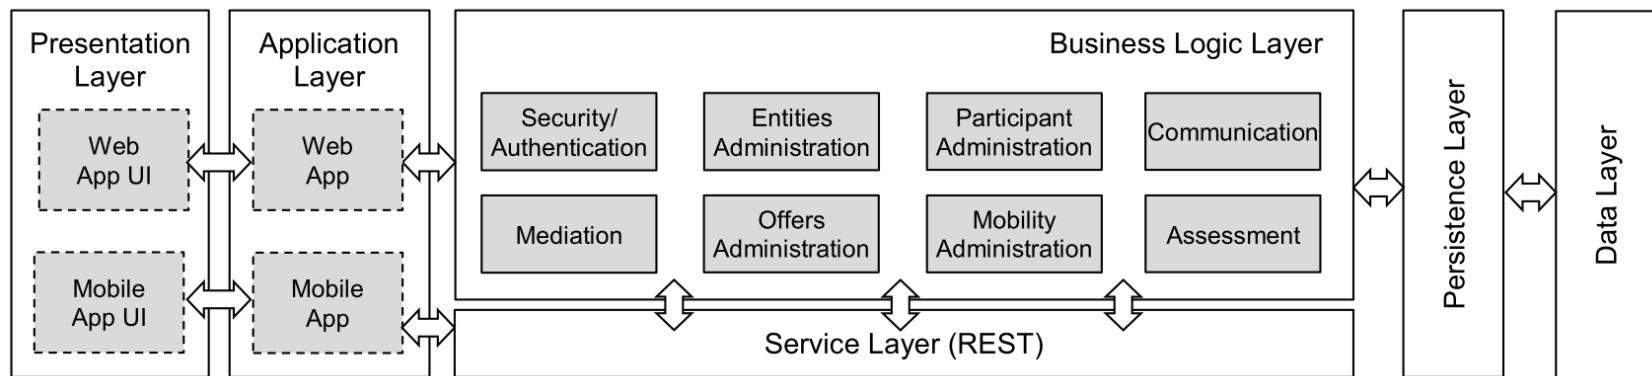 Presentation
Layer
Web
App UI
Mobile
App UI
Application
Layer
Web
App
Mobile
App
Business Logic Layer
Security/
Authentication
Entities
Administration
Participant
Administration
Communication
Mediation
Offers
Administration
Mobility
Administration
Assessment
Service Layer (REST)
Persistence Layer
Data Layer